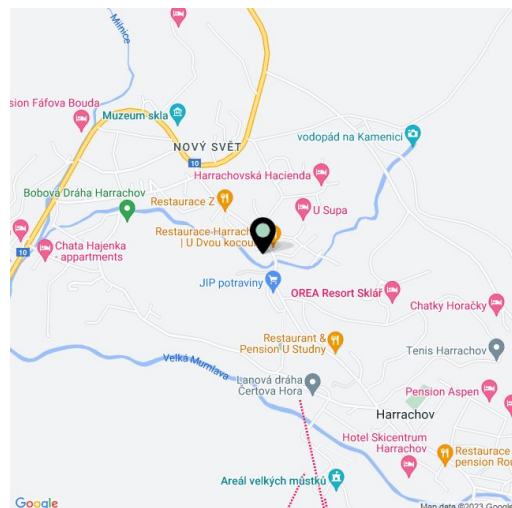 Milnice
sion Fáfova Bouda
Muzeum skla
NOVÝ SVĚT
vodopád na Kamenici
10
Harrachovská Hacienda
Bobová Dráha Harrachov
Restaurace Z
U Supa
Restaurace-Harrach
| U Dvou kocou
10
Chata Hajenka
- appartments
JIP potraviny
OREA Resort Sklář
Chatky Horačky
Restaurant &
Pension U Studny
Tenis Harrachov
Velká Mumlava
Lanová dráha
Čertova Hora
Pension Aspen
Harrachov
Hotel Skicentrum
Harrachov
Restaurace
pension Rou
Areál velkých můstků
Google
Map data ©2023 Google